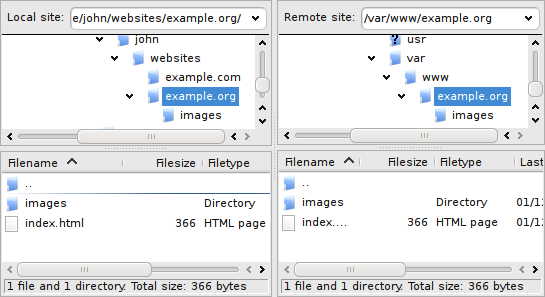 Local site: e/john/websites/example.org/
john
websites
example.com
example.org
images
Filename Filesize Filetype
..
images Directory
index.html 366 HTML page
1 file and 1 directory. Total size: 366 bytes
Remote site: /var/www/example.org
? usr
var
www
example.org
images
Filename Filesize Filetype Last
..
images Directory 01/12
index.... 366 HTML page 01/12
1 file and 1 directory. Total size: 366 bytes